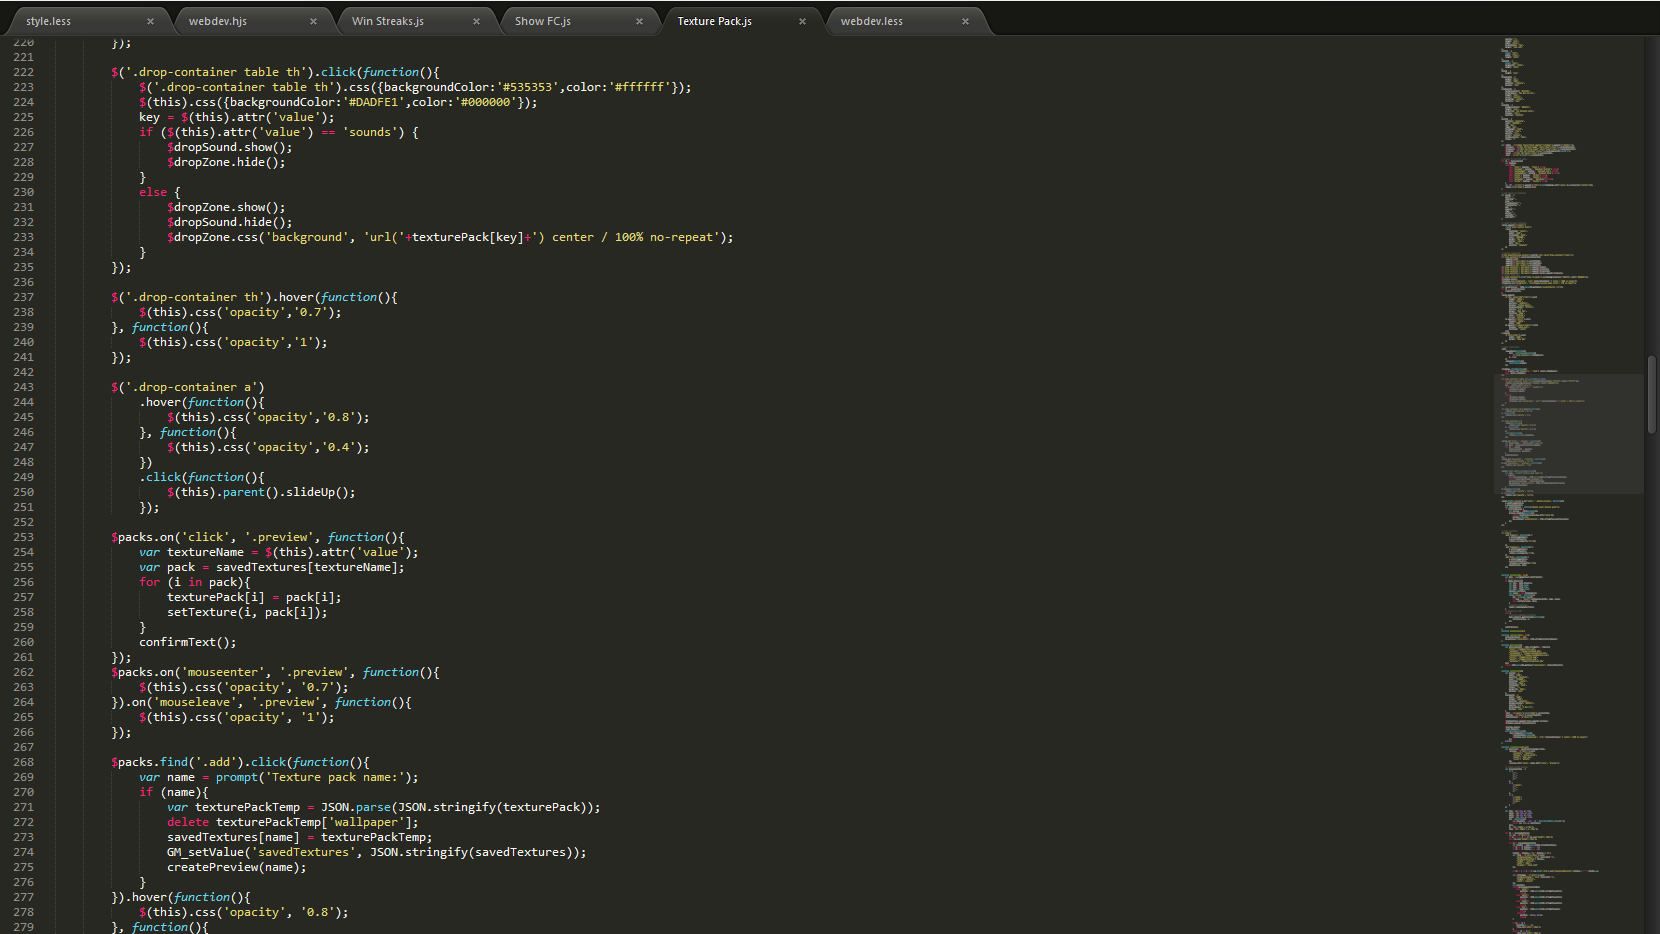 style.less × webdev.hjs × Win Streaks.js × Show FC.js × Texture Pack.js × webdev.less ×
220 });
221
222 $('.drop-container table th').click(function(){
223 $('.drop-container table th').css({backgroundColor:'#535353',color:'#ffffff'});
224 $(this).css({backgroundColor:'#DADFE1',color:'#000000'});
225 key = $(this).attr('value');
226 if ($(this).attr('value') == 'sounds') {
227 $dropSound.show();
228 $dropZone.hide();
229 }
230 else {
231 $dropZone.show();
232 $dropSound.hide();
233 $dropZone.css('background', 'url('+texturePack[key]+') center / 100% no-repeat');
234 }
235 });
236
237 $('.drop-container th').hover(function(){
238 $(this).css('opacity','0.7');
239 }, function(){
240 $(this).css('opacity','1');
241 });
242
243 $('.drop-container a')
244 .hover(function(){
245 $(this).css('opacity','0.8');
246 }, function(){
247 $(this).css('opacity','0.4');
248 })
249 .click(function(){
250 $(this).parent().slideUp();
251 });
252
253 $packs.on('click', '.preview', function(){
254 var textureName = $(this).attr('value');
255 var pack = savedTextures[textureName];
256 for (i in pack){
257 texturePack[i] = pack[i];
258 setTexture(i, pack[i]);
259 }
260 confirmText();
261 });
262 $packs.on('mouseenter', '.preview', function(){
263 $(this).css('opacity', '0.7');
264 }).on('mouseleave', '.preview', function(){
265 $(this).css('opacity', '1');
266 });
267
268 $packs.find('.add').click(function(){
269 var name = prompt('Texture pack name:');
270 if (name){
271 var texturePackTemp = JSON.parse(JSON.stringify(texturePack));
272 delete texturePackTemp['wallpaper'];
273 savedTextures[name] = texturePackTemp;
274 GM_setValue('savedTextures', JSON.stringify(savedTextures));
275 createPreview(name);
276 }
277 }).hover(function(){
278 $(this).css('opacity', '0.8');
279 }, function(){